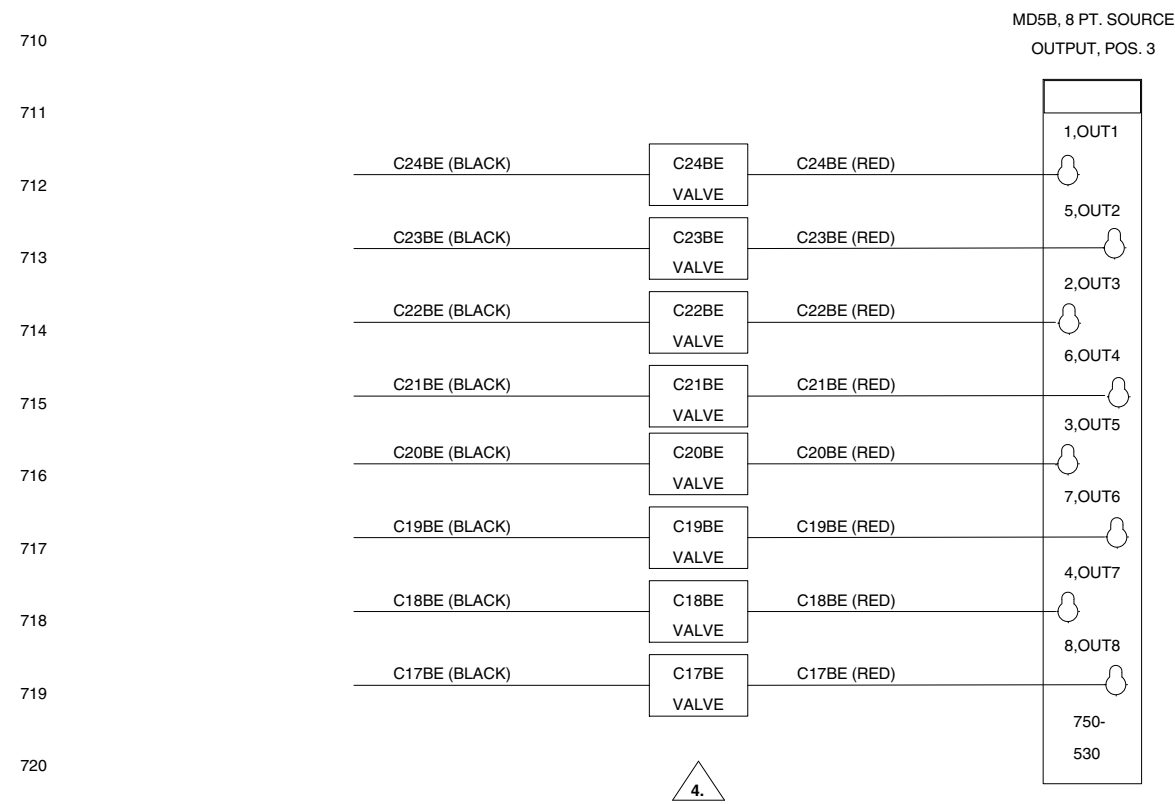 MD5B, 8 PT. SOURCE
710
OUTPUT, POS. 3
711
1,OUT1
C24BE (BLACK) C24BE C24BE (RED)
712
VALVE
5,OUT2
C23BE (BLACK) C23BE C23BE (RED)
713
VALVE
2,OUT3
C22BE (BLACK) C22BE C22BE (RED)
714
VALVE
6,OUT4
C21BE (BLACK) C21BE C21BE (RED)
715
VALVE
3,OUT5
C20BE (BLACK) C20BE C20BE (RED)
716
VALVE
7,OUT6
C19BE (BLACK) C19BE C19BE (RED)
717
VALVE
4,OUT7
C18BE (BLACK) C18BE C18BE (RED)
718
VALVE
8,OUT8
C17BE (BLACK) C17BE C17BE (RED)
719
VALVE
750-
530
720
4.